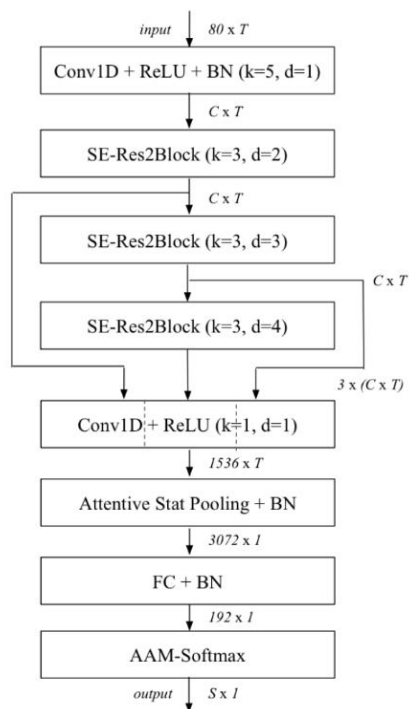 input 80 x T
Conv1D + ReLU + BN (k=5, d=1)
C x T
SE-Res2Block (k=3, d=2)
C x T
SE-Res2Block (k=3, d=3)
C x T
SE-Res2Block (k=3, d=4)
3 x (C x T)
Conv1D + ReLU (k=1, d=1)
1536 x T
Attentive Stat Pooling + BN
3072 x 1
FC + BN
192 x 1
AAM-Softmax
output S x 1